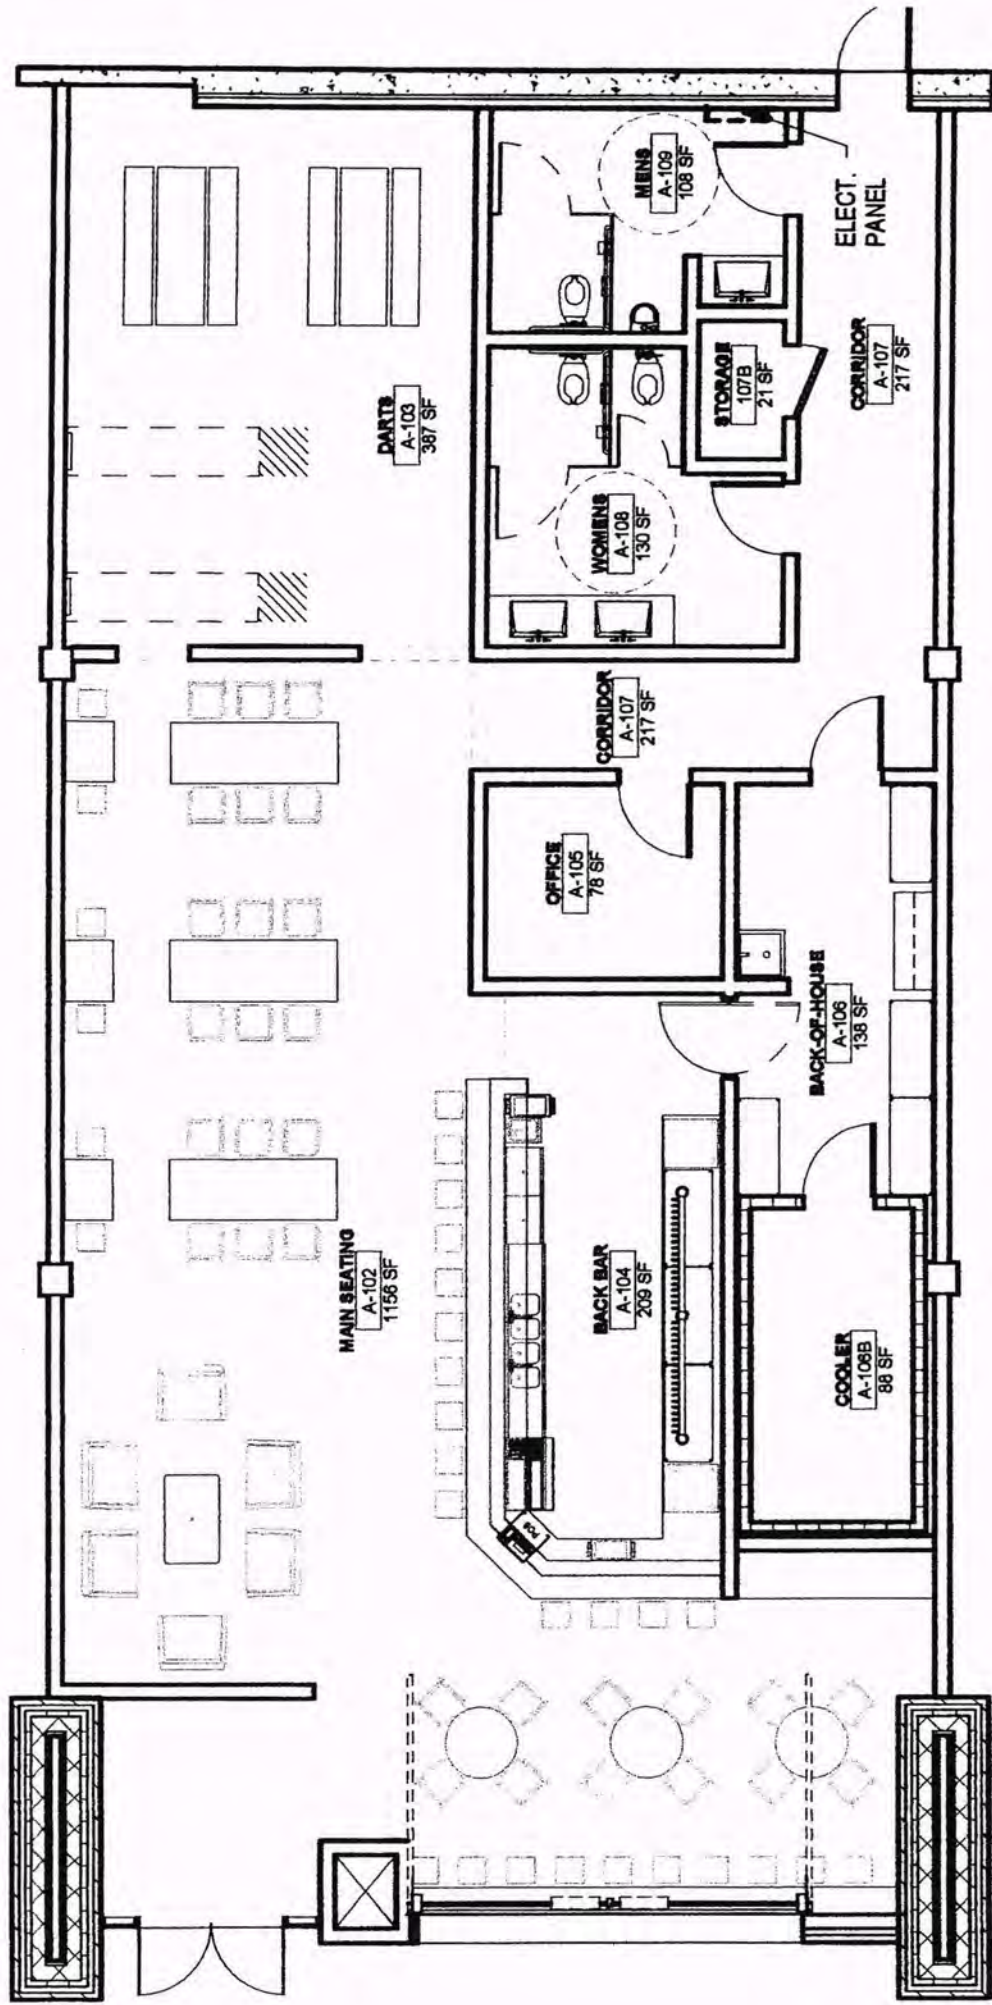 MENS
A-109
108 SF
ELECT.
PANEL
DARTS
A-103
387 SF
STORAGE
107B
21 SF
CORRIDOR
A-107
217 SF
WOMENS
A-108
130 SF
CORRIDOR
A-107
217 SF
OFFICE
A-105
78 SF
BACK-OF-HOUSE
A-106
138 SF
MAIN SEATING
A-102
1156 SF
BACK BAR
A-104
209 SF
COOLER
A-106B
88 SF
POS